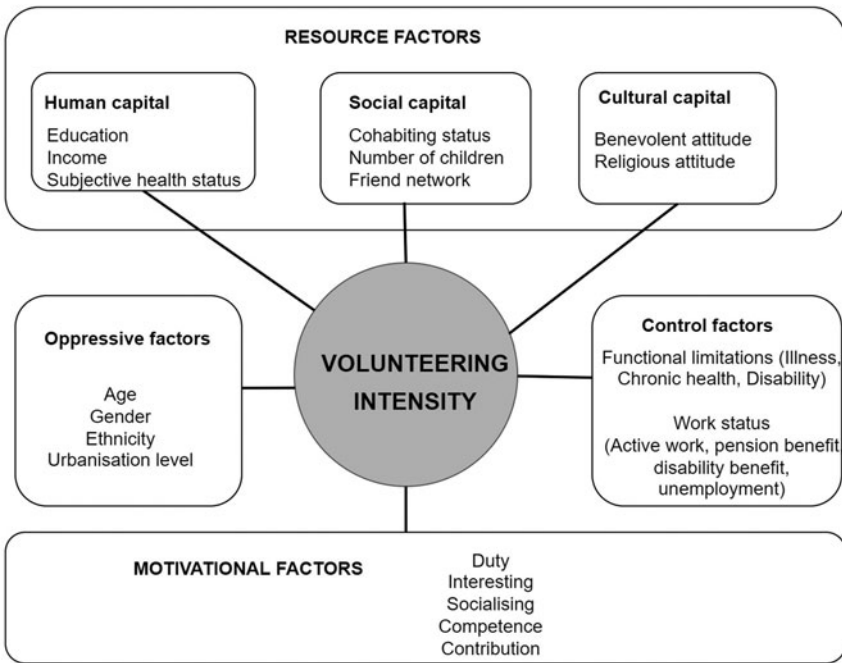 RESOURCE FACTORS
Human capital
Education
Income
Subjective health status
Social capital
Cohabiting status
Number of children
Friend network
Cultural capital
Benevolent attitude
Religious attitude
Oppressive factors
Age
Gender
Ethnicity
Urbanisation level
VOLUNTEERING
INTENSITY
Control factors
Functional limitations (Illness,
Chronic health, Disability)
Work status
(Active work, pension benefit,
disability benefit,
unemployment)
MOTIVATIONAL FACTORS
Duty
Interesting
Socialising
Competence
Contribution